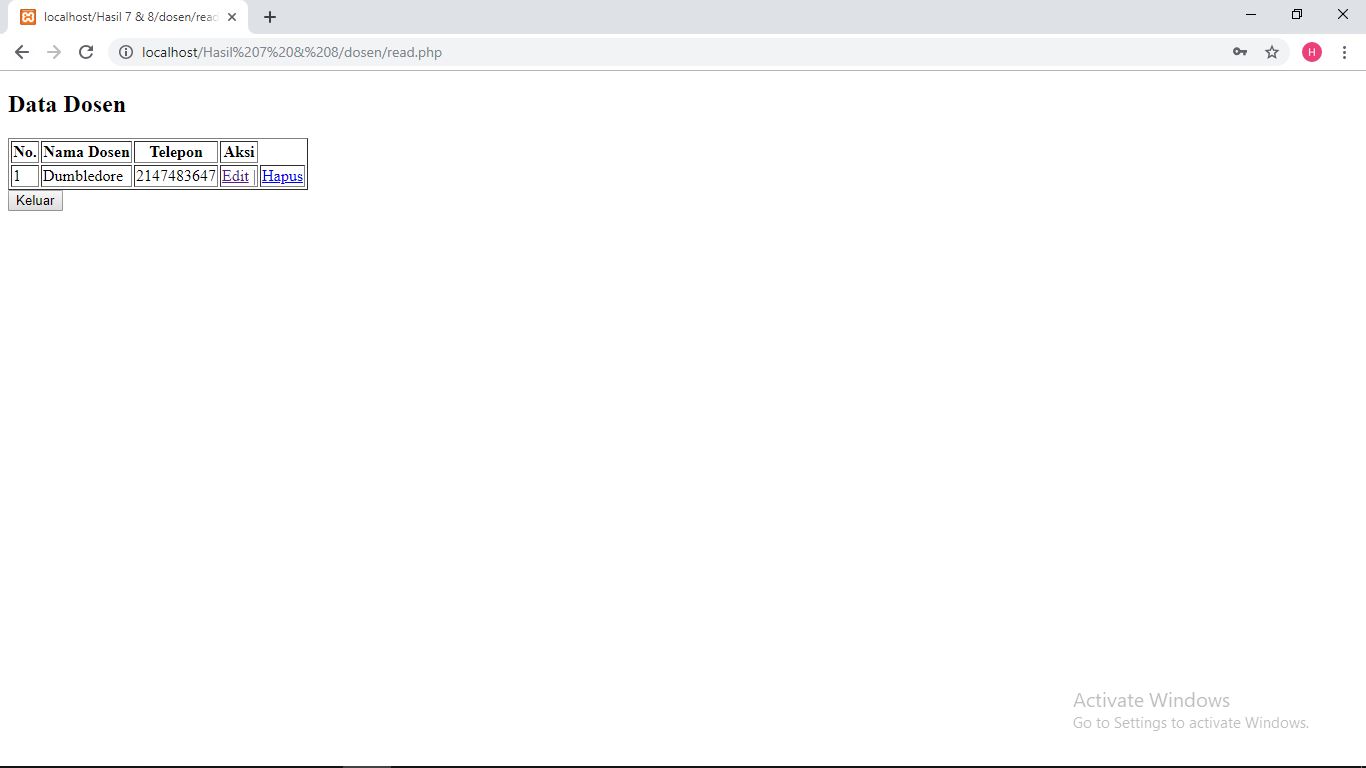 localhost/Hasil 7 & 8/dosen/read
localhost/Hasil%207%20&%208/dosen/read.php
H
Data Dosen
No. Nama Dosen Telepon Aksi
1 Dumbledore 2147483647 Edit | Hapus
Keluar
Activate Windows
Go to Settings to activate Windows.